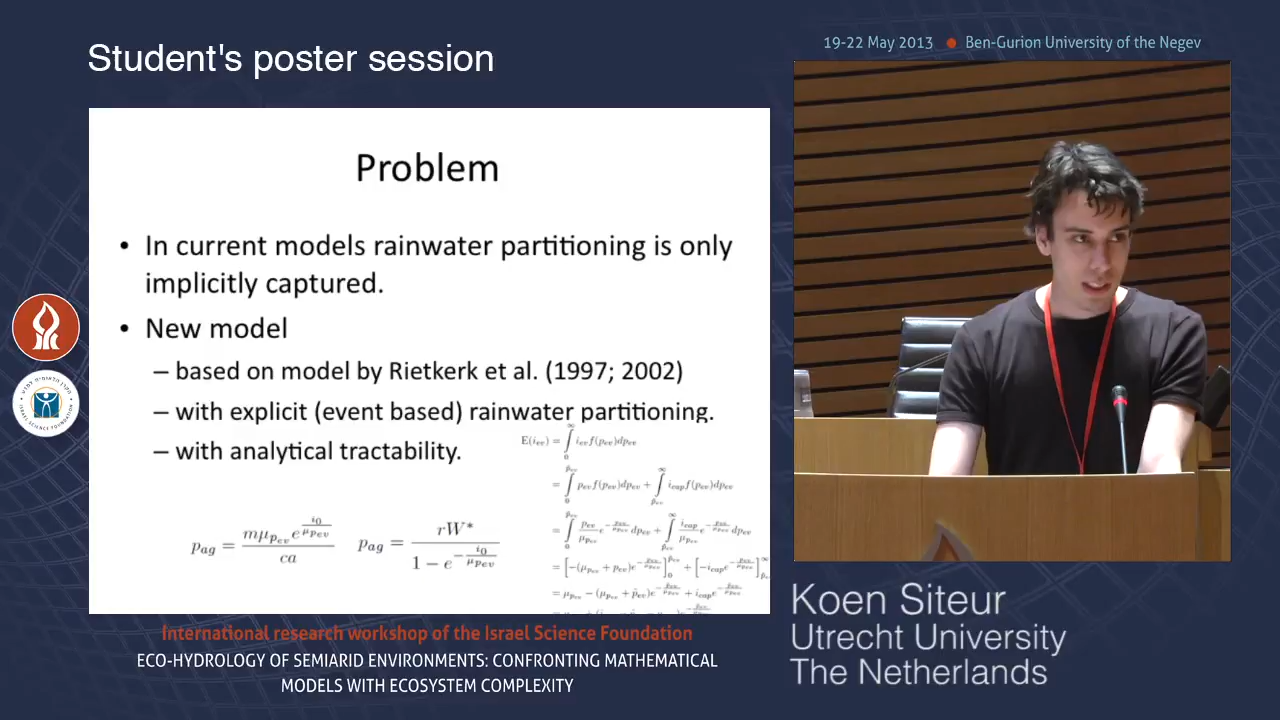 Student's poster session
19-22 May 2013 ● Ben-Gurion University of the Negev
Problem
• In current models rainwater partitioning is only
implicitly captured.
• New model
– based on model by Rietkerk et al. (1997; 2002)
– with explicit (event based) rainwater partitioning.
– with analytical tractability.
Koen Siteur
Utrecht University
The Netherlands
International research workshop of the Israel Science Foundation
ECO-HYDROLOGY OF SEMIARID ENVIRONMENTS: CONFRONTING MATHEMATICAL
MODELS WITH ECOSYSTEM COMPLEXITY